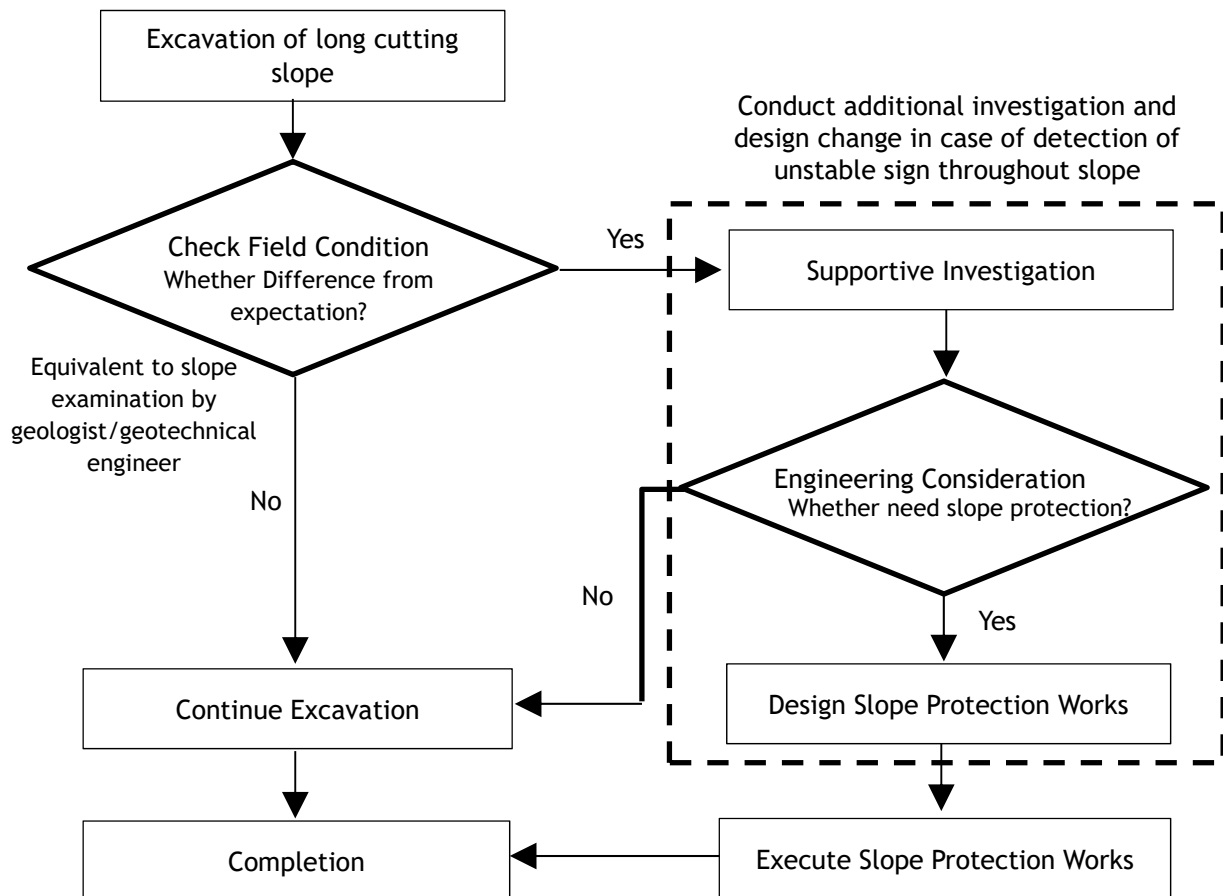 Excavation of long cutting
slope
Conduct additional investigation and
design change in case of detection of
unstable sign throughout slope
Check Field Condition
Whether Difference from
expectation?
Yes
Supportive Investigation
Equivalent to slope
examination by
geologist/geotechnical
engineer
No
Engineering Consideration
Whether need slope protection?
No
Yes
Continue Excavation
Design Slope Protection Works
Completion
Execute Slope Protection Works